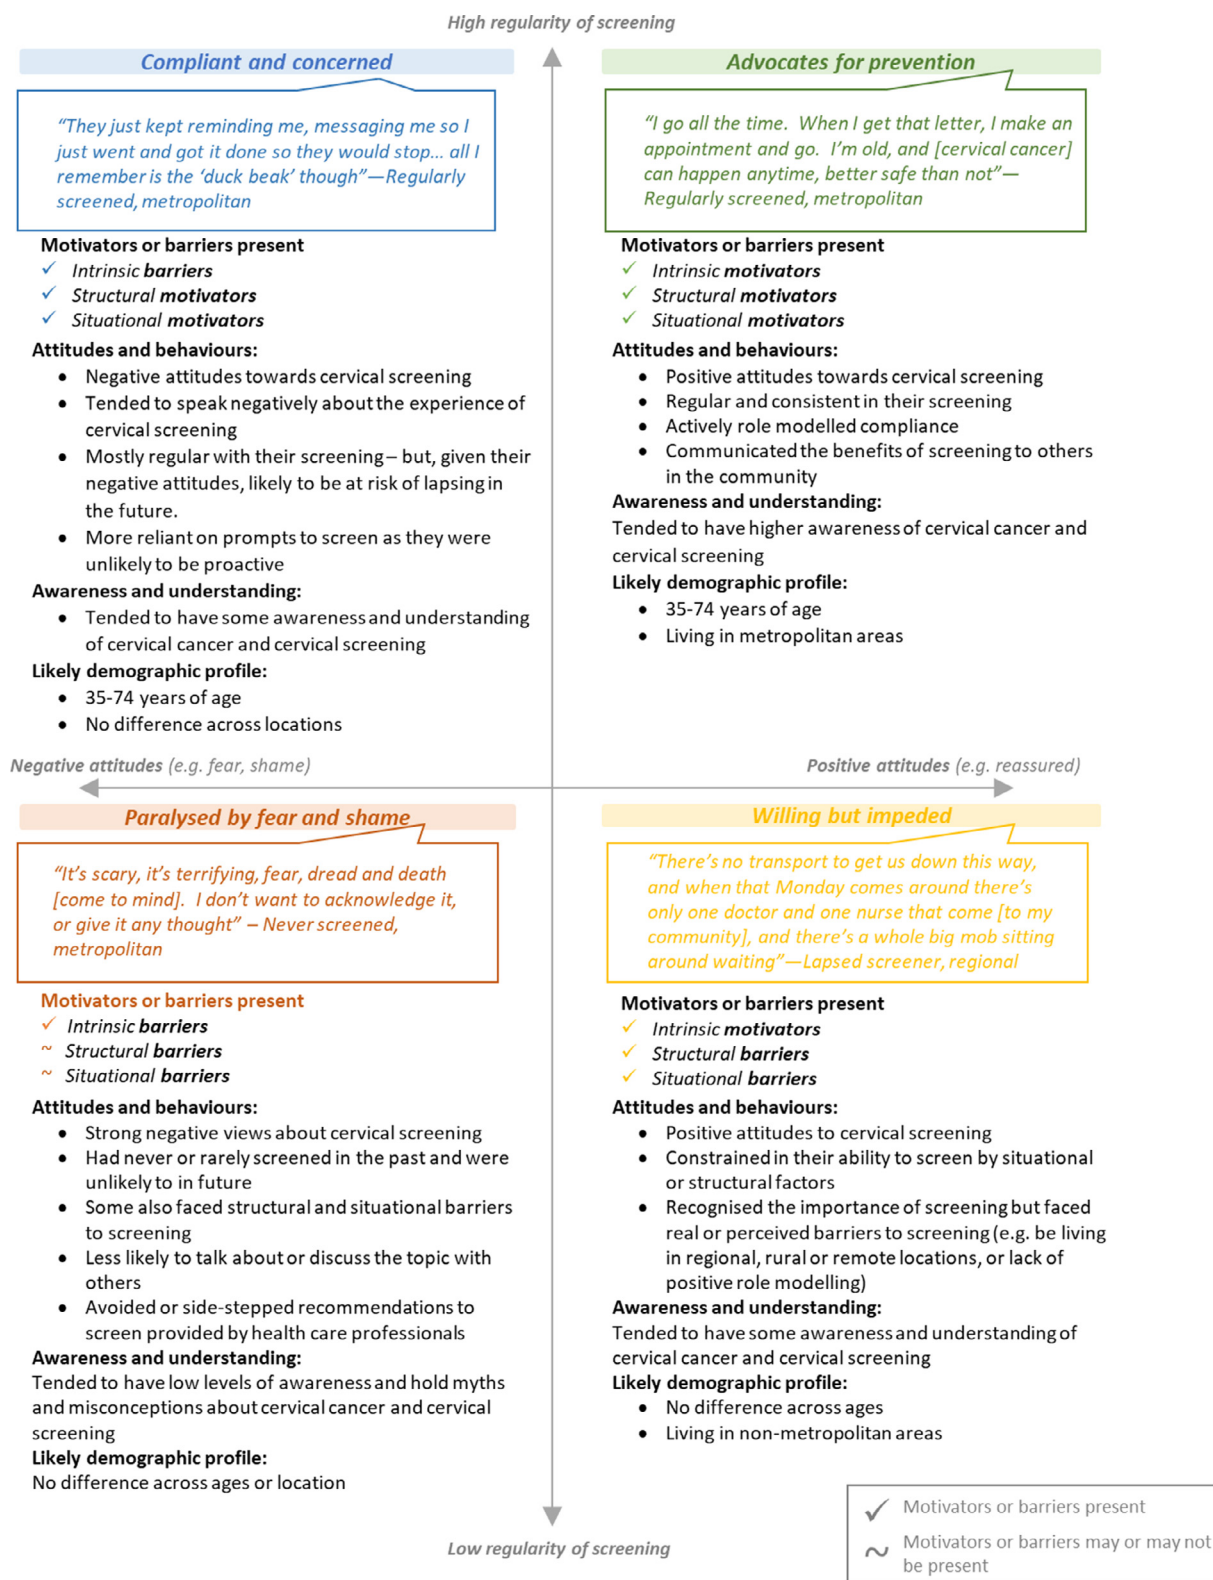 High regularity of screening
Compliant and concerned
“They just kept reminding me, messaging me so I
just went and got it done so they would stop… all I
remember is the ‘duck beak’ though”—Regularly
screened, metropolitan
Motivators or barriers present
✓ Intrinsic barriers
✓ Structural motivators
✓ Situational motivators
Attitudes and behaviours:
• Negative attitudes towards cervical screening
• Tended to speak negatively about the experience of
cervical screening
• Mostly regular with their screening – but, given their
negative attitudes, likely to be at risk of lapsing in
the future.
• More reliant on prompts to screen as they were
unlikely to be proactive
Awareness and understanding:
• Tended to have some awareness and understanding
of cervical cancer and cervical screening
Likely demographic profile:
• 35-74 years of age
• No difference across locations
Advocates for prevention
“I go all the time. When I get that letter, I make an
appointment and go. I’m old, and [cervical cancer]
can happen anytime, better safe than not”—
Regularly screened, metropolitan
Motivators or barriers present
✓ Intrinsic motivators
✓ Structural motivators
✓ Situational motivators
Attitudes and behaviours:
• Positive attitudes towards cervical screening
• Regular and consistent in their screening
• Actively role modelled compliance
• Communicated the benefits of screening to others
in the community
Awareness and understanding:
Tended to have higher awareness of cervical cancer and
cervical screening
Likely demographic profile:
• 35-74 years of age
• Living in metropolitan areas
Negative attitudes (e.g. fear, shame)
Positive attitudes (e.g. reassured)
Paralysed by fear and shame
“It’s scary, it’s terrifying, fear, dread and death
[come to mind]. I don’t want to acknowledge it,
or give it any thought” – Never screened,
metropolitan
Motivators or barriers present
✓ Intrinsic barriers
~ Structural barriers
~ Situational barriers
Attitudes and behaviours:
• Strong negative views about cervical screening
• Had never or rarely screened in the past and were
unlikely to in future
• Some also faced structural and situational barriers
to screening
• Less likely to talk about or discuss the topic with
others
• Avoided or side-stepped recommendations to
screen provided by health care professionals
Awareness and understanding:
Tended to have low levels of awareness and hold myths
and misconceptions about cervical cancer and cervical
screening
Likely demographic profile:
No difference across ages or location
Willing but impeded
“There’s no transport to get us down this way,
and when that Monday comes around there’s
only one doctor and one nurse that come [to my
community], and there’s a whole big mob sitting
around waiting”—Lapsed screener, regional
Motivators or barriers present
✓ Intrinsic motivators
✓ Structural barriers
✓ Situational barriers
Attitudes and behaviours:
• Positive attitudes to cervical screening
• Constrained in their ability to screen by situational
or structural factors
• Recognised the importance of screening but faced
real or perceived barriers to screening (e.g. be living
in regional, rural or remote locations, or lack of
positive role modelling)
Awareness and understanding:
Tended to have some awareness and understanding of
cervical cancer and cervical screening
Likely demographic profile:
• No difference across ages
• Living in non-metropolitan areas
Low regularity of screening
✓ Motivators or barriers present
~ Motivators or barriers may or may not
be present